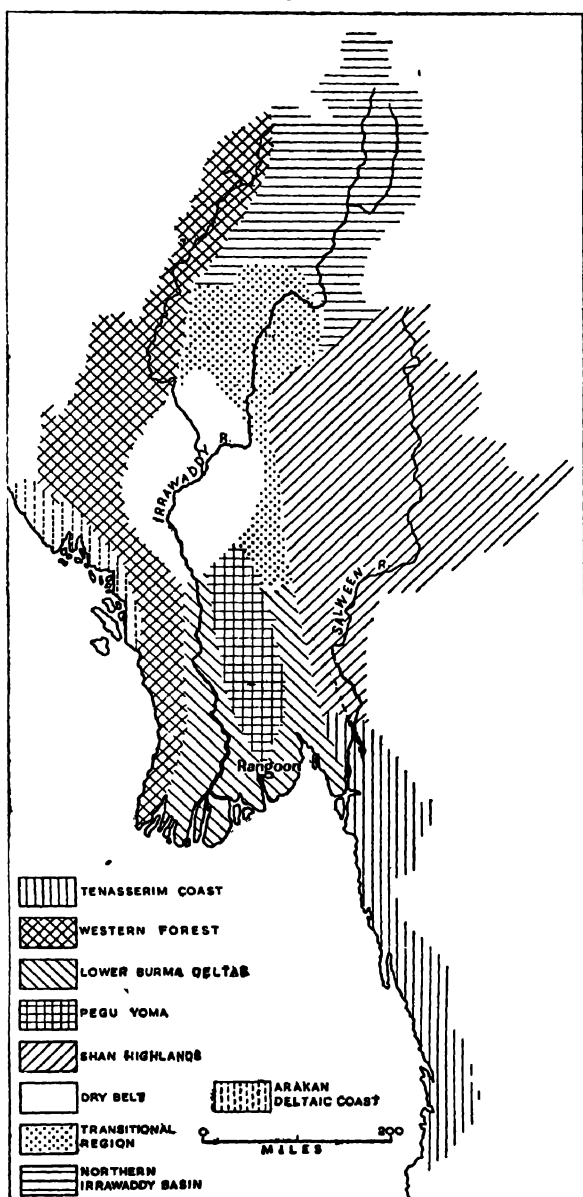 IRRAWADDY R.
SALWEEN R.
Rangoon
TENASSERIM COAST
WESTERN FOREST
LOWER BURMA DELTAS
PEGU YOMA
SHAN HIGHLANDS
DRY BELT
ARAKAN
DELTAIC COAST
TRANSITIONAL
REGION
0 200
MILES
NORTHERN
IRRAWADDY BASIN